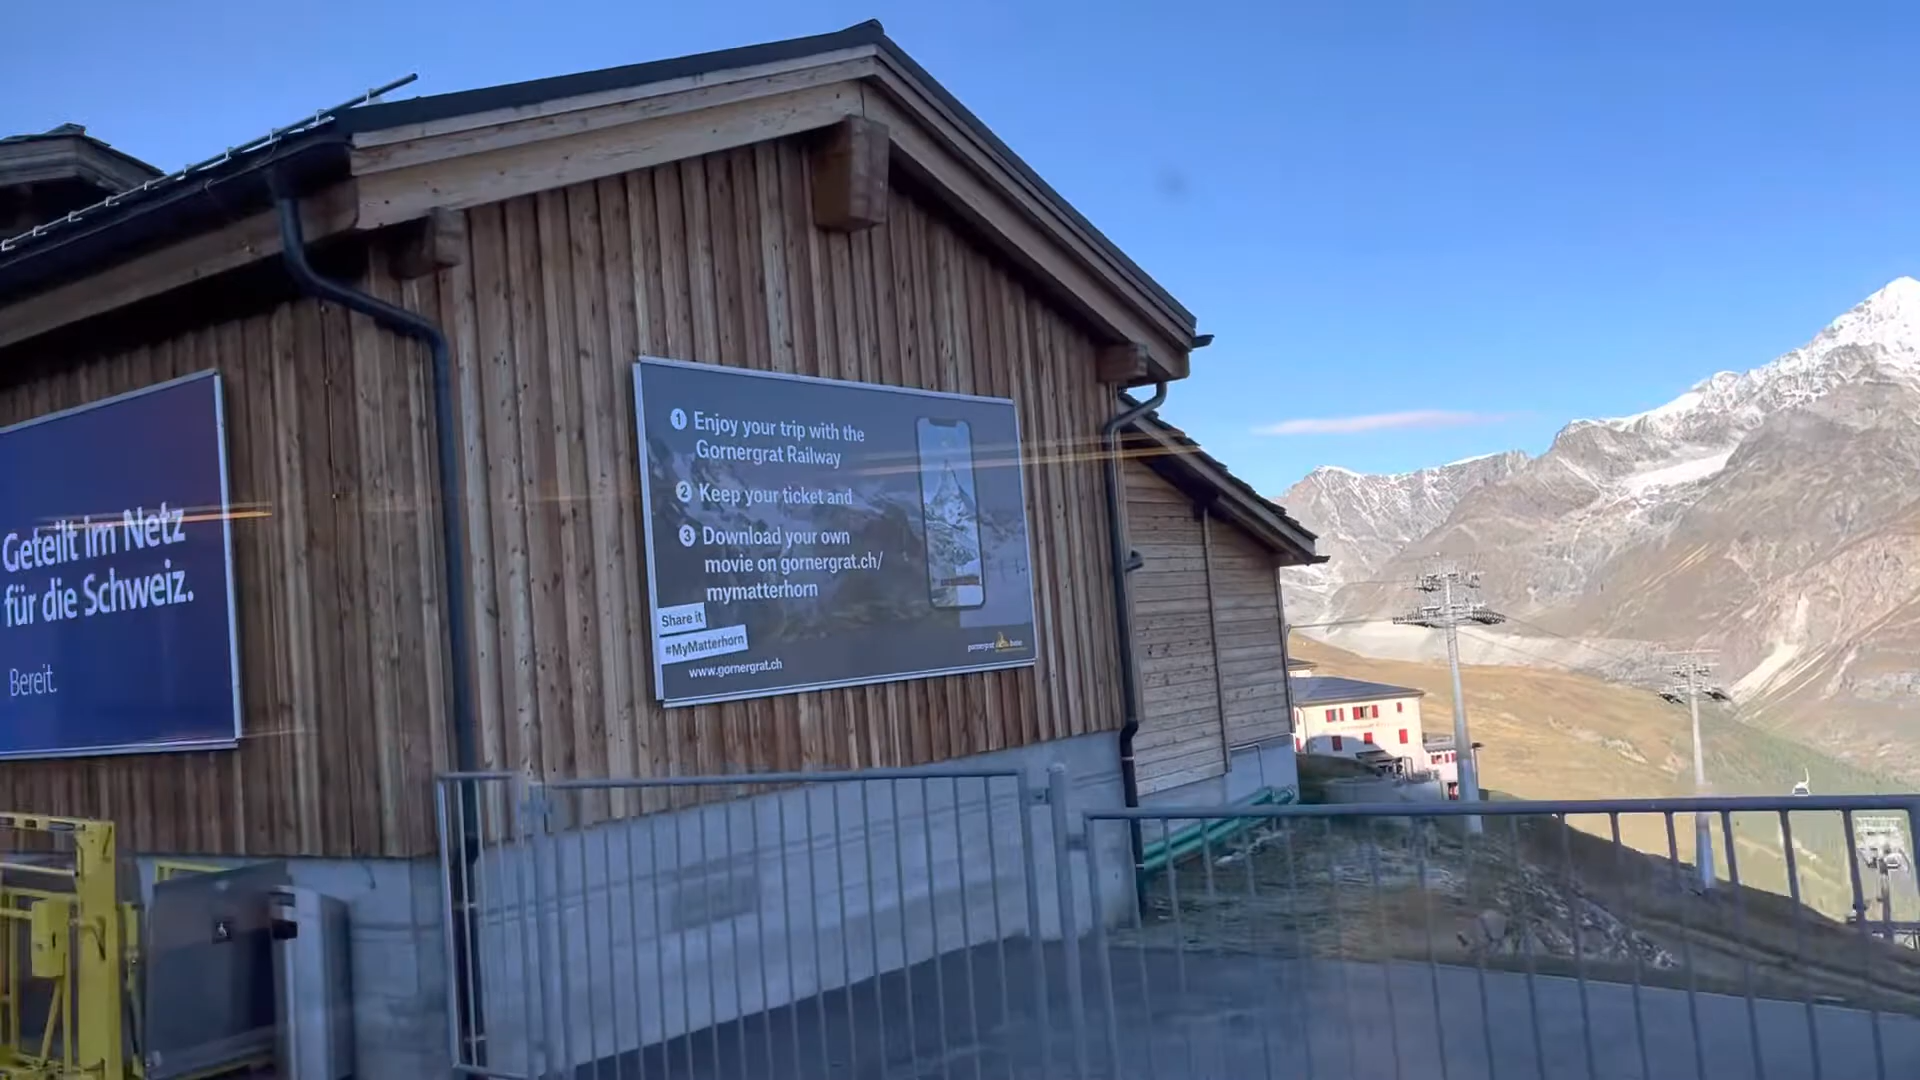 Geteilt im Netz
für die Schweiz.
Bereit.
1 Enjoy your trip with the
Gornergrat Railway
2 Keep your ticket and
3 Download your own
movie on gornergrat.ch/
mymatterhorn
Share it
#MyMatterhorn
www.gornergrat.ch
gornergrat